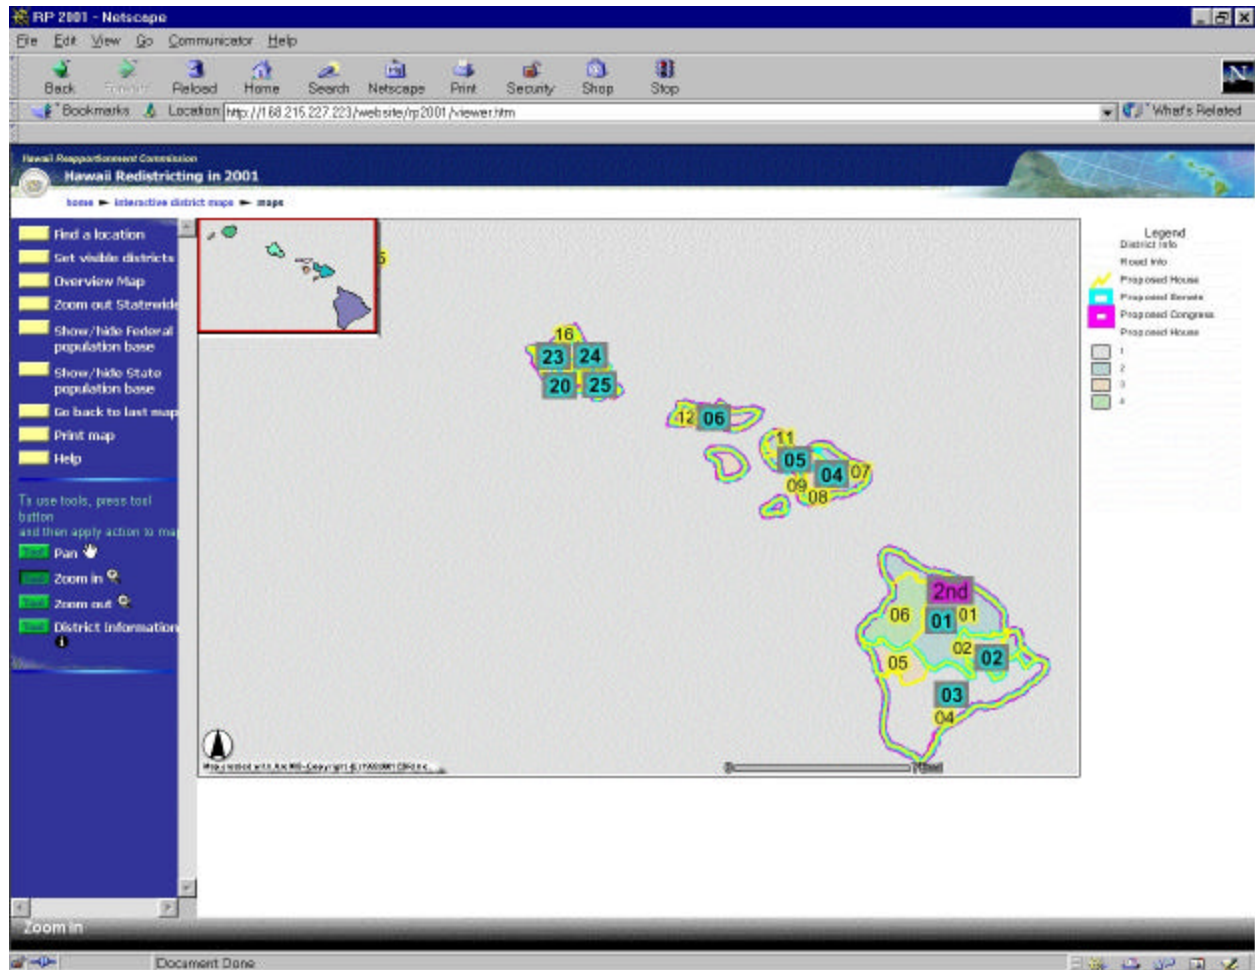 RP 2001 - Netscape
File Edit View Go Communicator Help
Back Forward Reload Home Search Netscape Print Security Shop Stop
N
Bookmarks Location http://168.215.227.223/website/rp2001/viewer.htm What's Related
Hawaii Reapportionment Commission
Hawaii Redistricting in 2001
home interactive district maps maps
Find a location
Set visible districts
Overview Map
Zoom out Statewide
Show/hide Federal
population base
Show/hide State
population base
Go back to last map
Print map
Help
To use tools, press tool
button
and then apply action to map
Tool Pan
Tool Zoom in
Tool Zoom out
Tool District Information
5
16
23 24
20 25
12 06
11
05
04 07
09
08
2nd
06 01 01
02
05 02
03
04
Legend
District Info
Road Info
Proposed House
Proposed Senate
Proposed Congress
Proposed House
1
2
3
4
0
Zoom in
Document Done